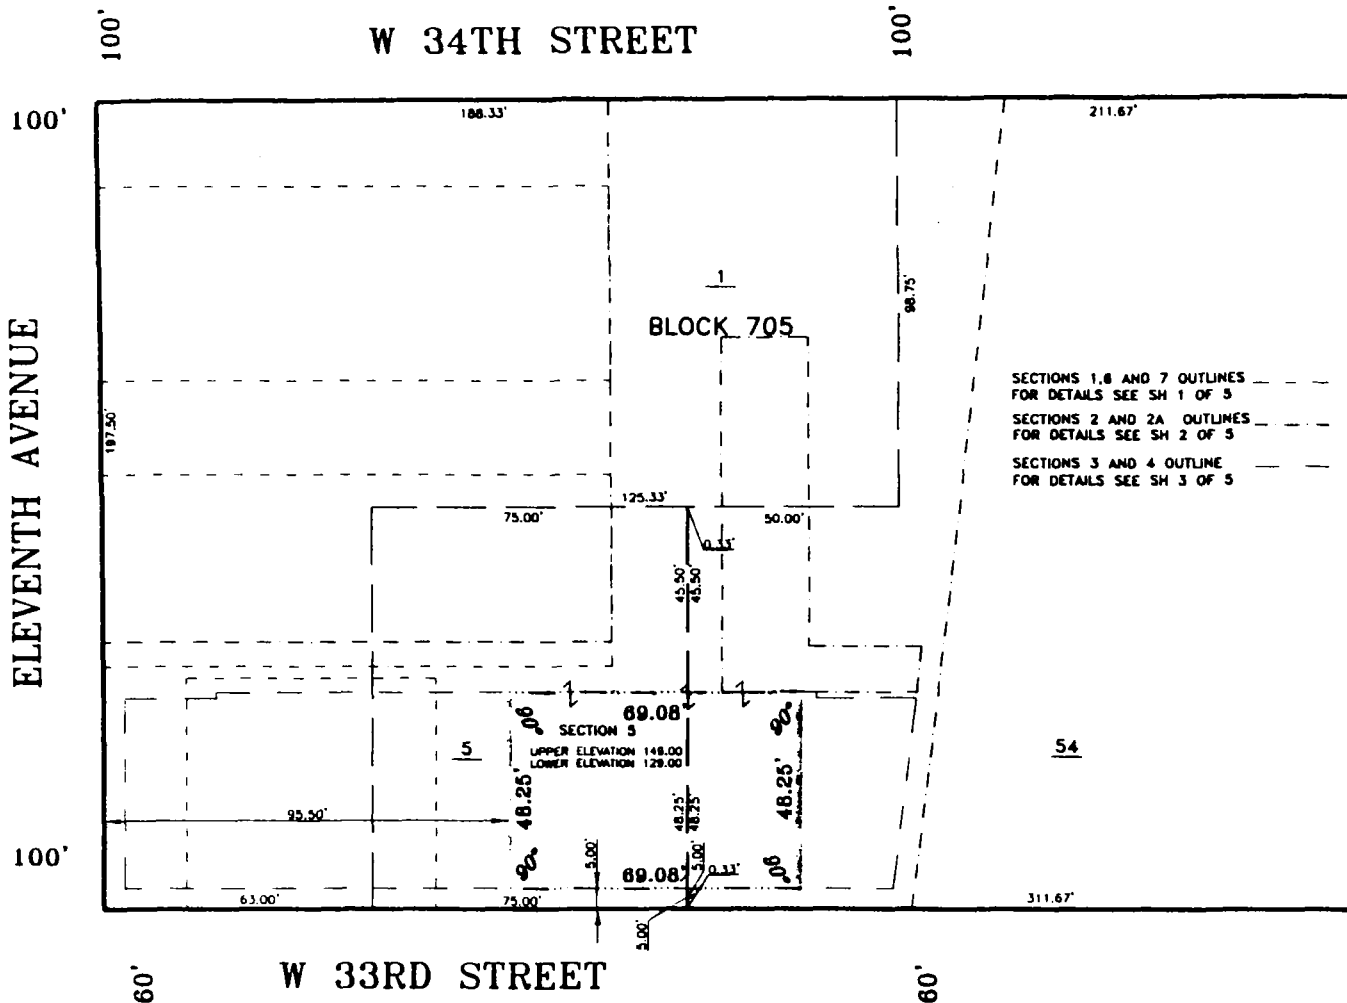 100'
W 34TH STREET
100'
100'
188.33'
211.67'
1
BLOCK 705
98.75'
ELEVENTH AVENUE
197.50'
SECTIONS 1,6 AND 7 OUTLINES
FOR DETAILS SEE SH 1 OF 5
SECTIONS 2 AND 2A OUTLINES
FOR DETAILS SEE SH 2 OF 5
SECTIONS 3 AND 4 OUTLINE
FOR DETAILS SEE SH 3 OF 5
125.33'
75.00'
50.00'
0.33'
45.50'
45.50'
69.08'
90°
90°
SECTION 5
UPPER ELEVATION 149.00
LOWER ELEVATION 129.00
5
54
48.25'
48.25'
48.25'
48.25'
95.50'
100'
90°
90°
5.00'
5.00'
69.08'
0.33'
63.00'
75.00'
311.67'
5.00'
60'
W 33RD STREET
60'